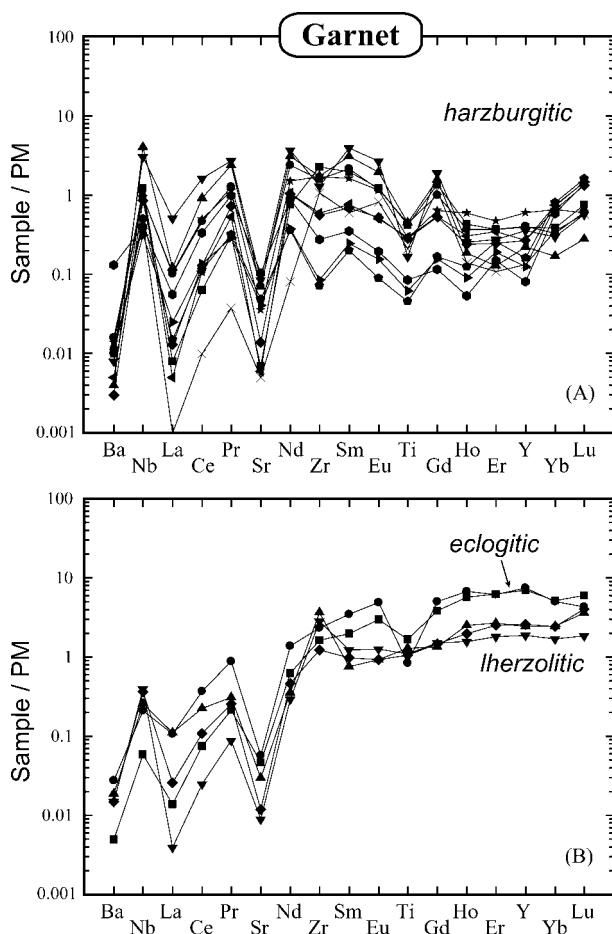 Garnet
100
10
1
0.1
0.01
0.001
Sample / PM
harzburgitic
(A)
Ba La Ce Pr Sr Nd Sm Eu Ti Gd Ho Er Y Yb Lu
Nb Zr
100
10
1
0.1
0.01
0.001
Sample / PM
eclogitic
lherzolitic
(B)
Ba La Pr Nd Sm Ti Ho Y Lu
Nb Ce Sr Zr Eu Gd Er Yb